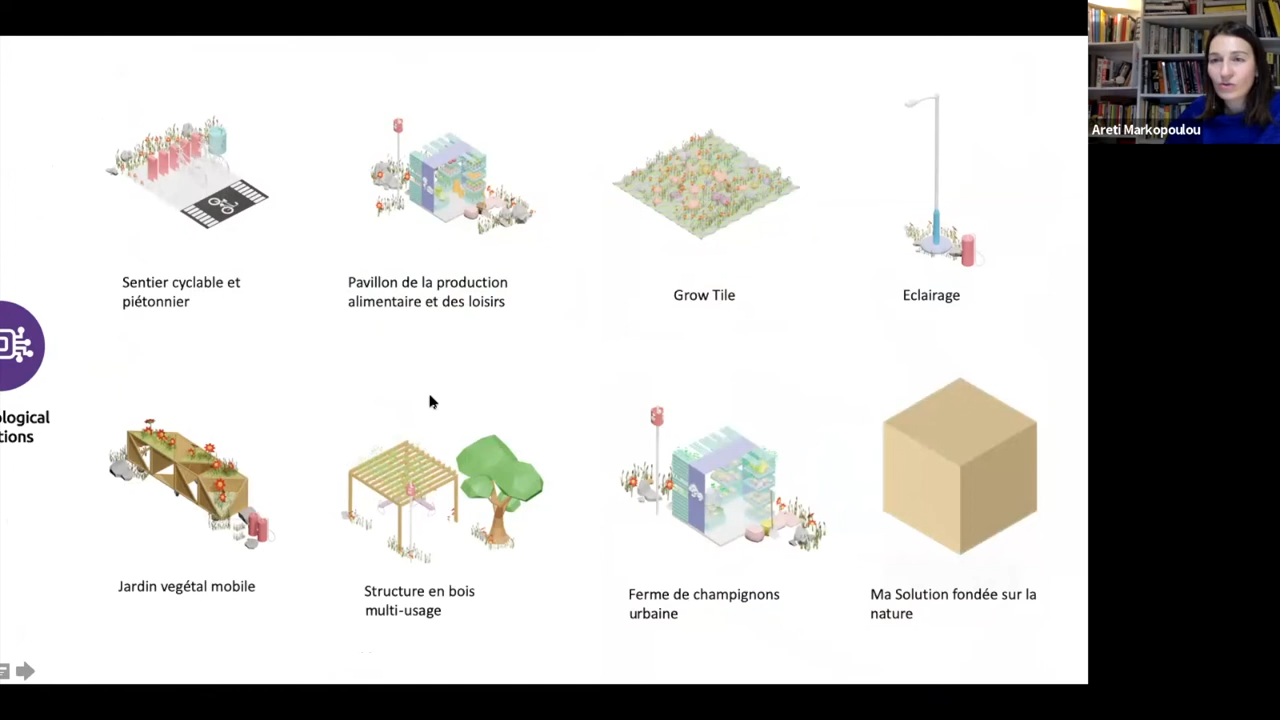 Areti Markopoulou
Sentier cyclable et
piétonnier
Pavillon de la production
alimentaire et des loisirs
Grow Tile
Eclairage
ological
tions
Jardin vegétal mobile
Structure en bois
multi-usage
Ferme de champignons
urbaine
Ma Solution fondée sur la
nature